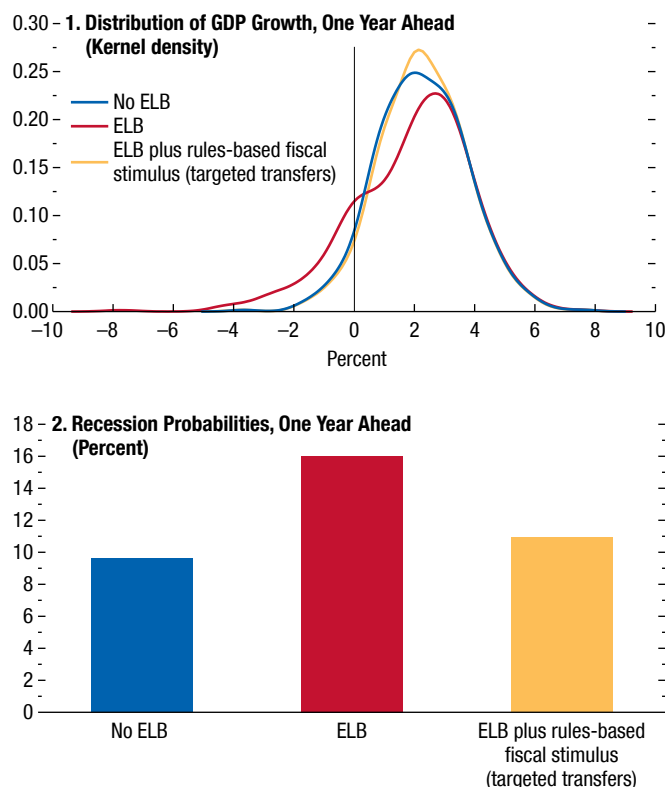 1. Distribution of GDP Growth, One Year Ahead
(Kernel density)
0.30
0.25
0.20
0.15
0.10
0.05
0.00
No ELB
ELB
ELB plus rules-based fiscal
stimulus (targeted transfers)
–10 –8 –6 –4 –2 0 2 4 6 8 10
Percent
2. Recession Probabilities, One Year Ahead
(Percent)
18
16
14
12
10
8
6
4
2
0
No ELB
ELB
ELB plus rules-based
fiscal stimulus
(targeted transfers)